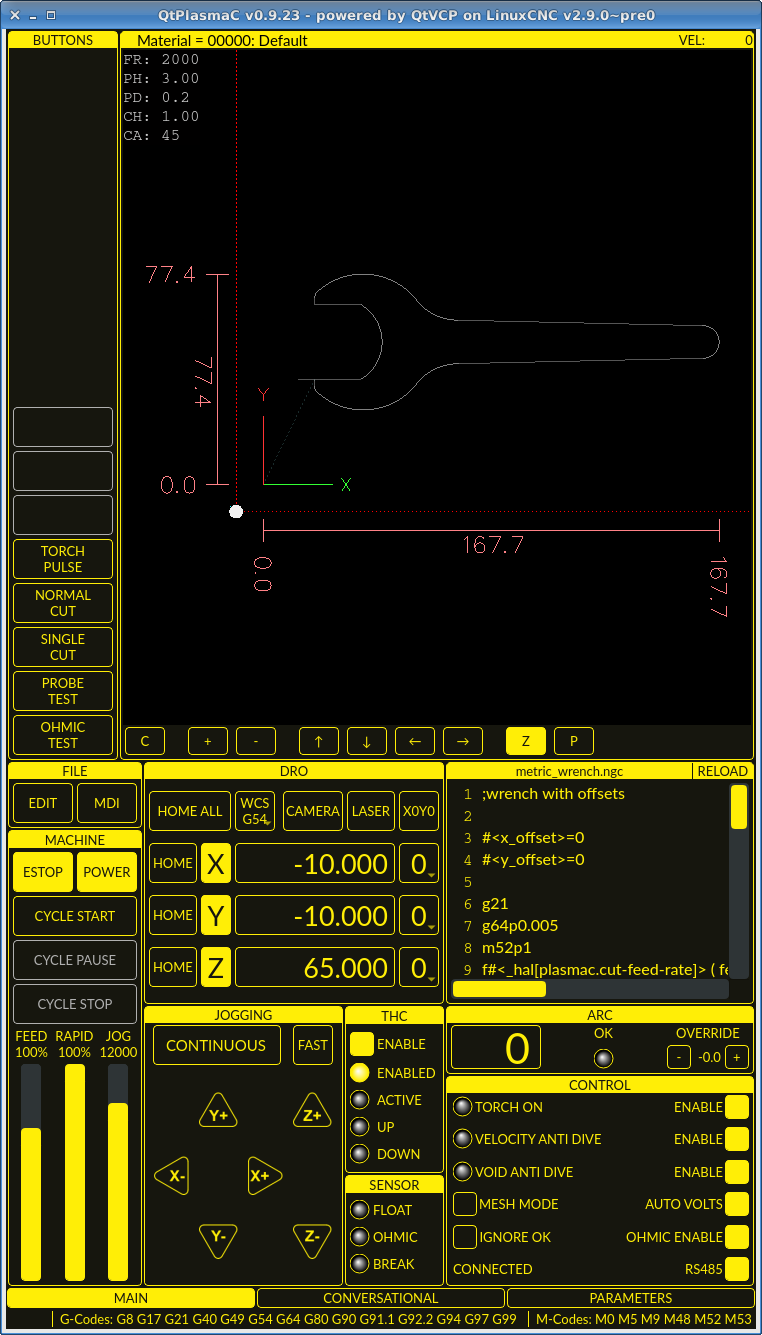 QtPlasmaC v0.9.23 - powered by QtVCP on LinuxCNC v2.9.0~pre0
BUTTONS
Material = 00000: Default
VEL: 0
FR: 2000
PH: 3.00
PD: 0.2
CH: 1.00
CA: 45
77.4
77.4
0.0
Y
X
167.7
0.0
167.7
TORCH
PULSE
NORMAL
CUT
SINGLE
CUT
PROBE
TEST
OHMIC
TEST
C + - ↑ ↓ ← → Z P
FILE
EDIT MDI
MACHINE
ESTOP POWER
CYCLE START
CYCLE PAUSE
CYCLE STOP
FEED RAPID JOG
100% 100% 12000
DRO
HOME ALL
WCS
G54
CAMERA LASER X0Y0
HOME X -10.000 0
HOME Y -10.000 0
HOME Z 65.000 0
metric_wrench.ngc RELOAD
1 ;wrench with offsets
2
3 #<x_offset>=0
4 #<y_offset>=0
5
6 g21
7 g64p0.005
8 m52p1
9 f#<_hal[plasmac.cut-feed-rate]> ( fe
JOGGING
CONTINUOUS FAST
Y+ Z+
X- X+
Y- Z-
THC
ENABLE
ENABLED
ACTIVE
UP
DOWN
SENSOR
FLOAT
OHMIC
BREAK
ARC
0
OK
OVERRIDE
- -0.0 +
CONTROL
TORCH ON ENABLE
VELOCITY ANTI DIVE ENABLE
VOID ANTI DIVE ENABLE
MESH MODE AUTO VOLTS
IGNORE OK OHMIC ENABLE
CONNECTED RS485
MAIN CONVERSATIONAL PARAMETERS
G-Codes: G8 G17 G21 G40 G49 G54 G64 G80 G90 G91.1 G92.2 G94 G97 G99 M-Codes: M0 M5 M9 M48 M52 M53